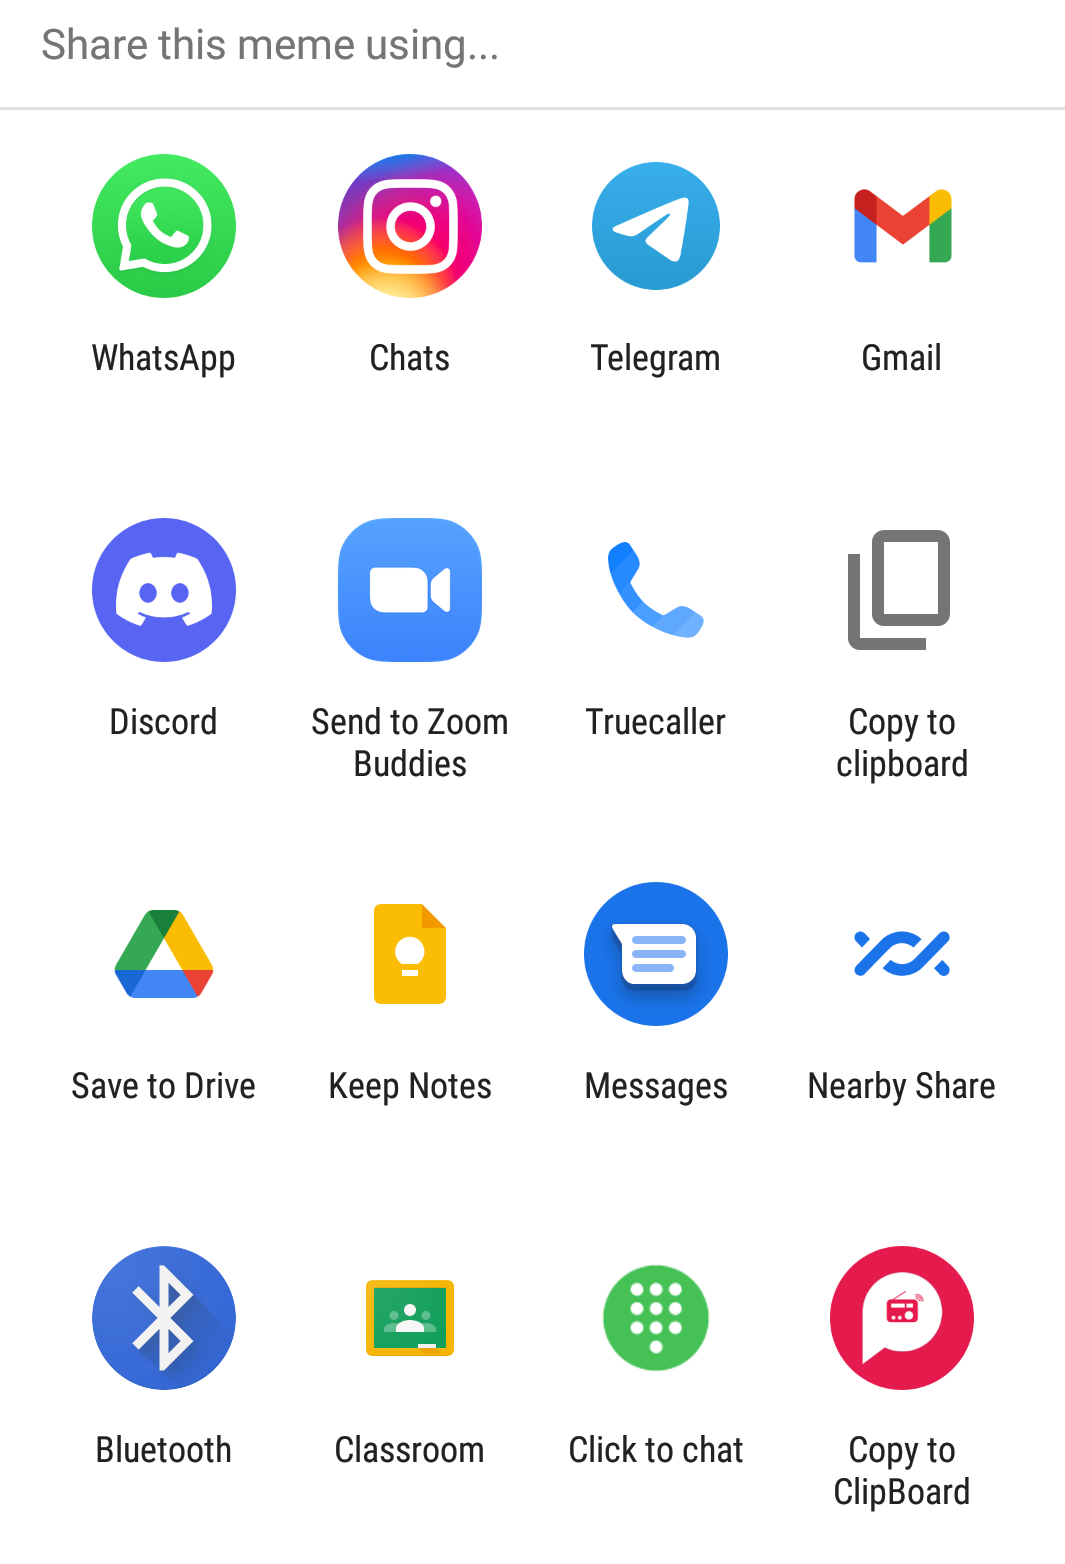 Share this meme using...
WhatsApp
Chats
Telegram
Gmail
Discord
Send to Zoom
Buddies
Truecaller
Copy to
clipboard
Save to Drive
Keep Notes
Messages
Nearby Share
Bluetooth
Classroom
Click to chat
Copy to
ClipBoard